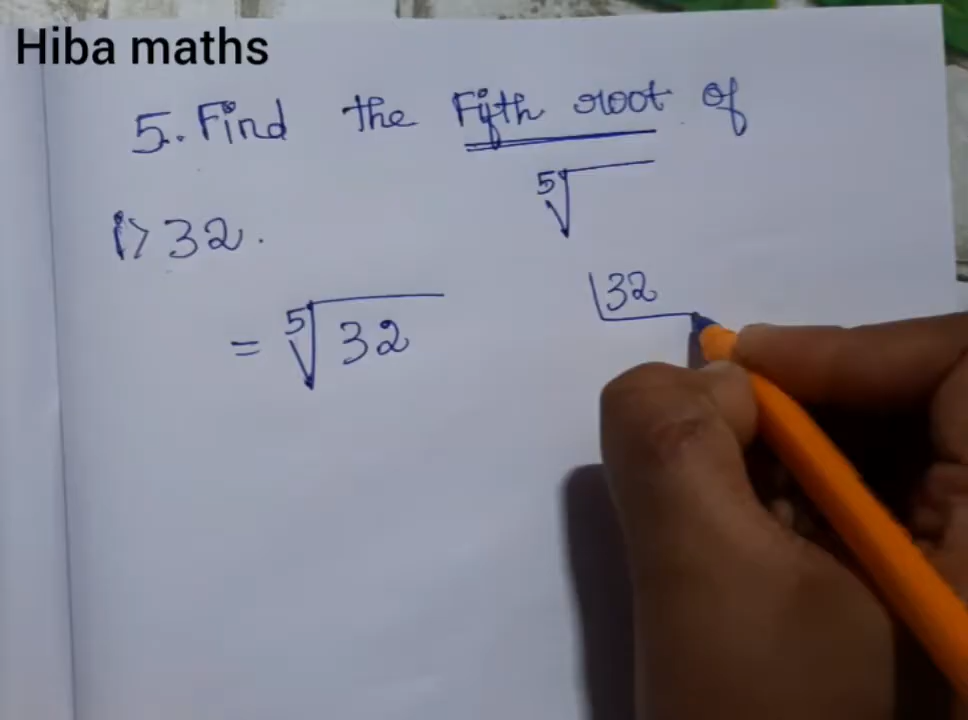 Hiba maths
5. Find the Fifth root of
5√
i> 32.
32
= 5√32